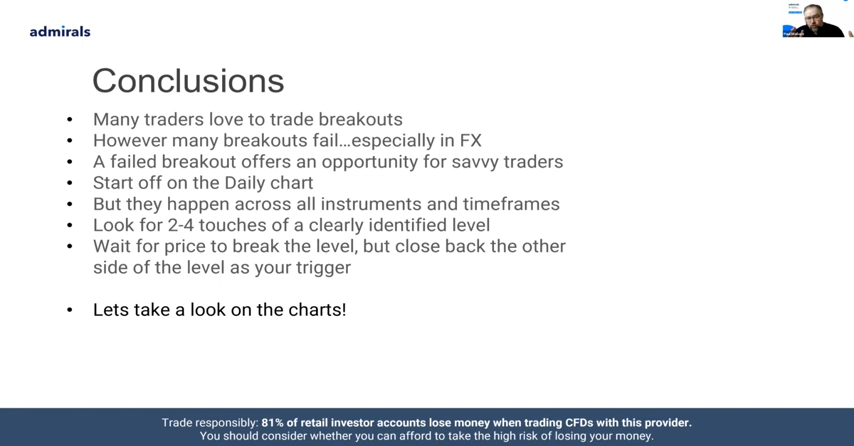 admirals
Conclusions
• Many traders love to trade breakouts
• However many breakouts fail...especially in FX
• A failed breakout offers an opportunity for savvy traders
• Start off on the Daily chart
• But they happen across all instruments and timeframes
• Look for 2-4 touches of a clearly identified level
• Wait for price to break the level, but close back the other
side of the level as your trigger
• Lets take a look on the charts!
Trade responsibly: 81% of retail investor accounts lose money when trading CFDs with this provider.
You should consider whether you can afford to take the high risk of losing your money.